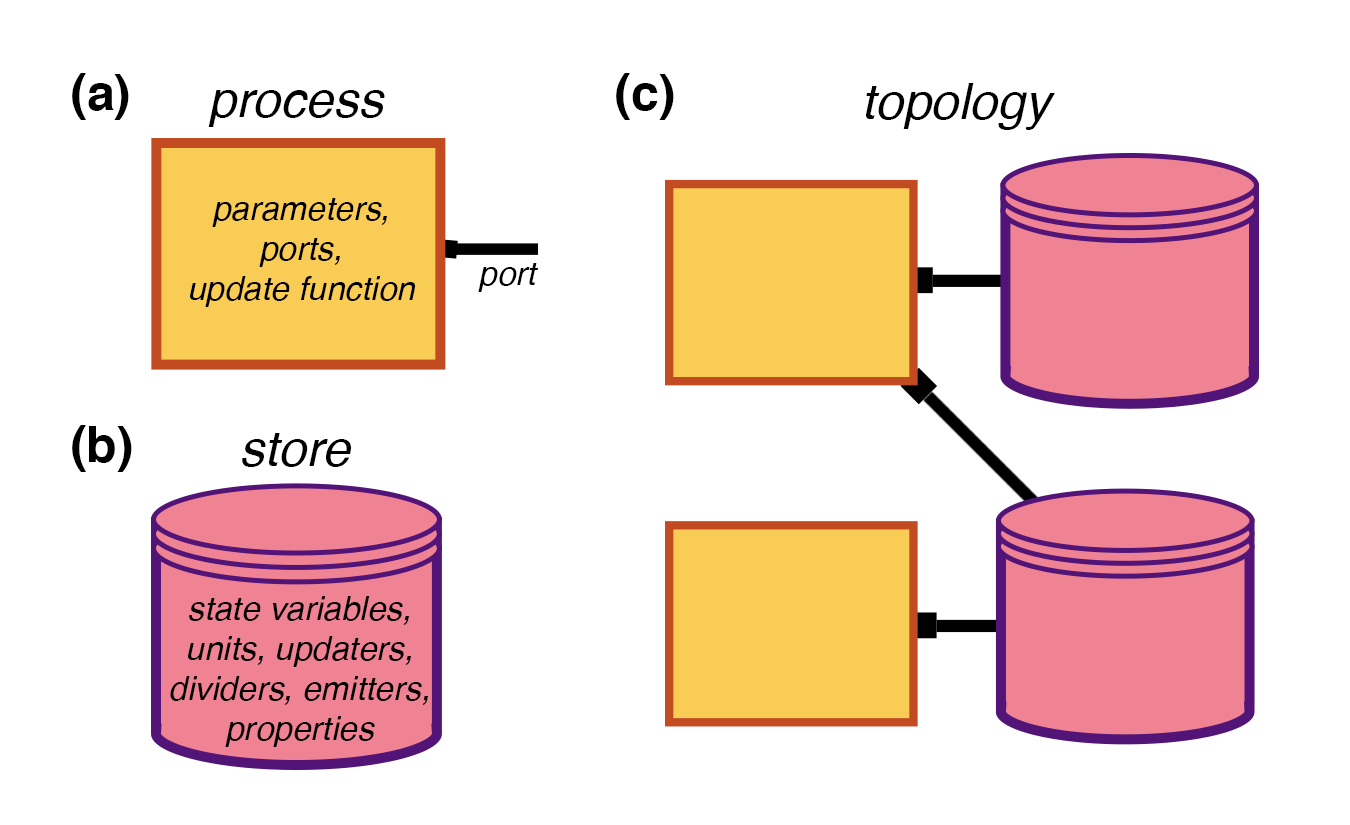 (a)
process
parameters,
ports,
update function
port
(b)
store
state variables,
units, updaters,
dividers, emitters,
properties
(c)
topology